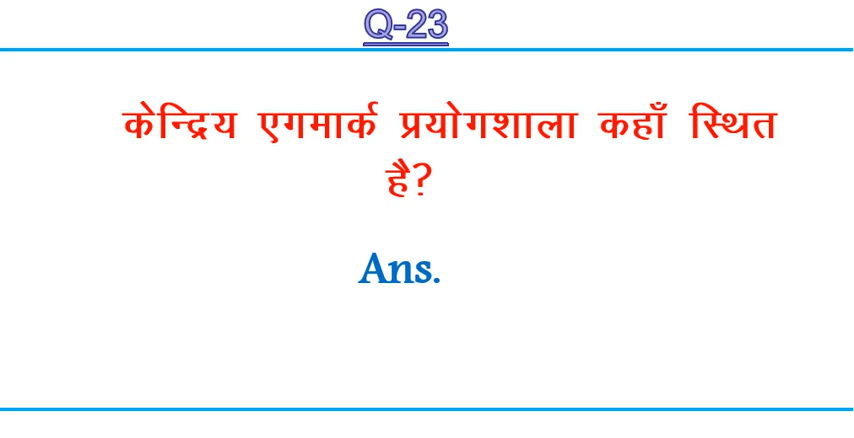 Q-23
केन्द्रिय एगमार्क प्रयोगशाला कहाँ स्थित
है?
Ans.